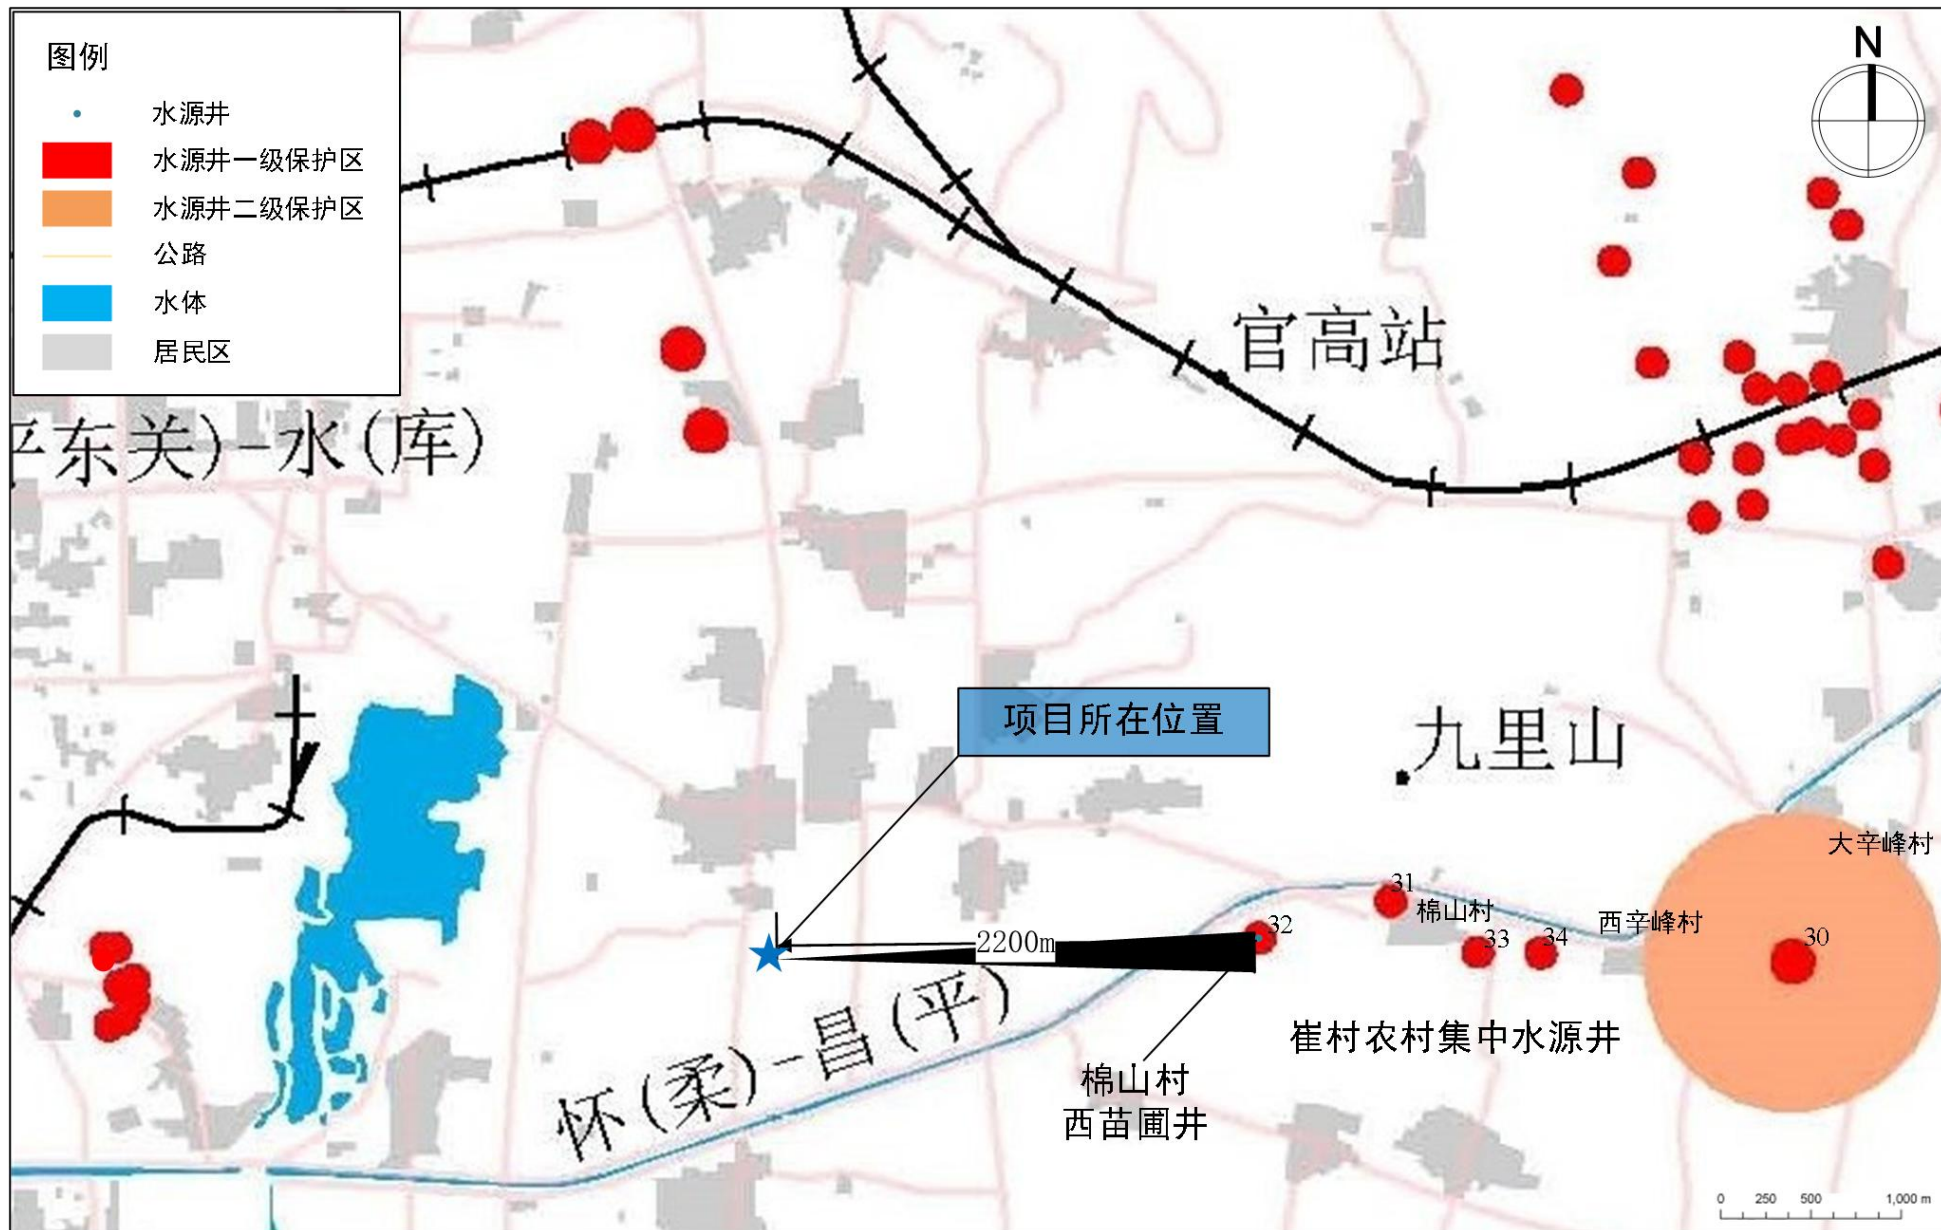 图例
水源井
水源井一级保护区
水源井二级保护区
公路
水体
居民区
N
官高站
平东关)-水(库)
项目所在位置
九里山
大辛峰村
31
棉山村
西辛峰村
32
33
34
30
2200m
怀(柔)-昌(平)
崔村农村集中水源井
棉山村
西苗圃井
0 250 500 1,000 m